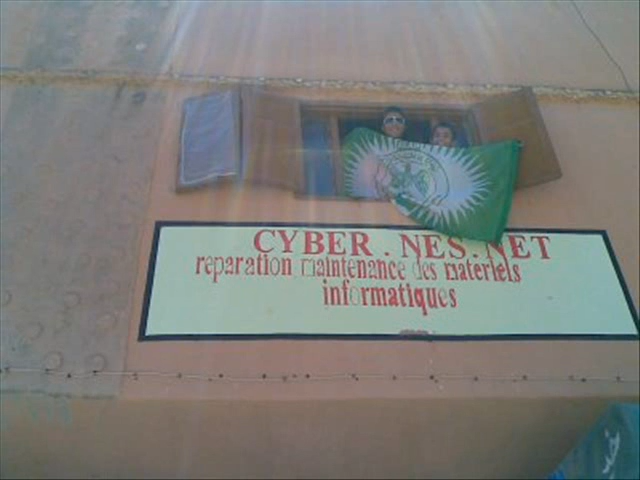 CYBER . NES.NET
reparation maintenance des materiels
informatiques